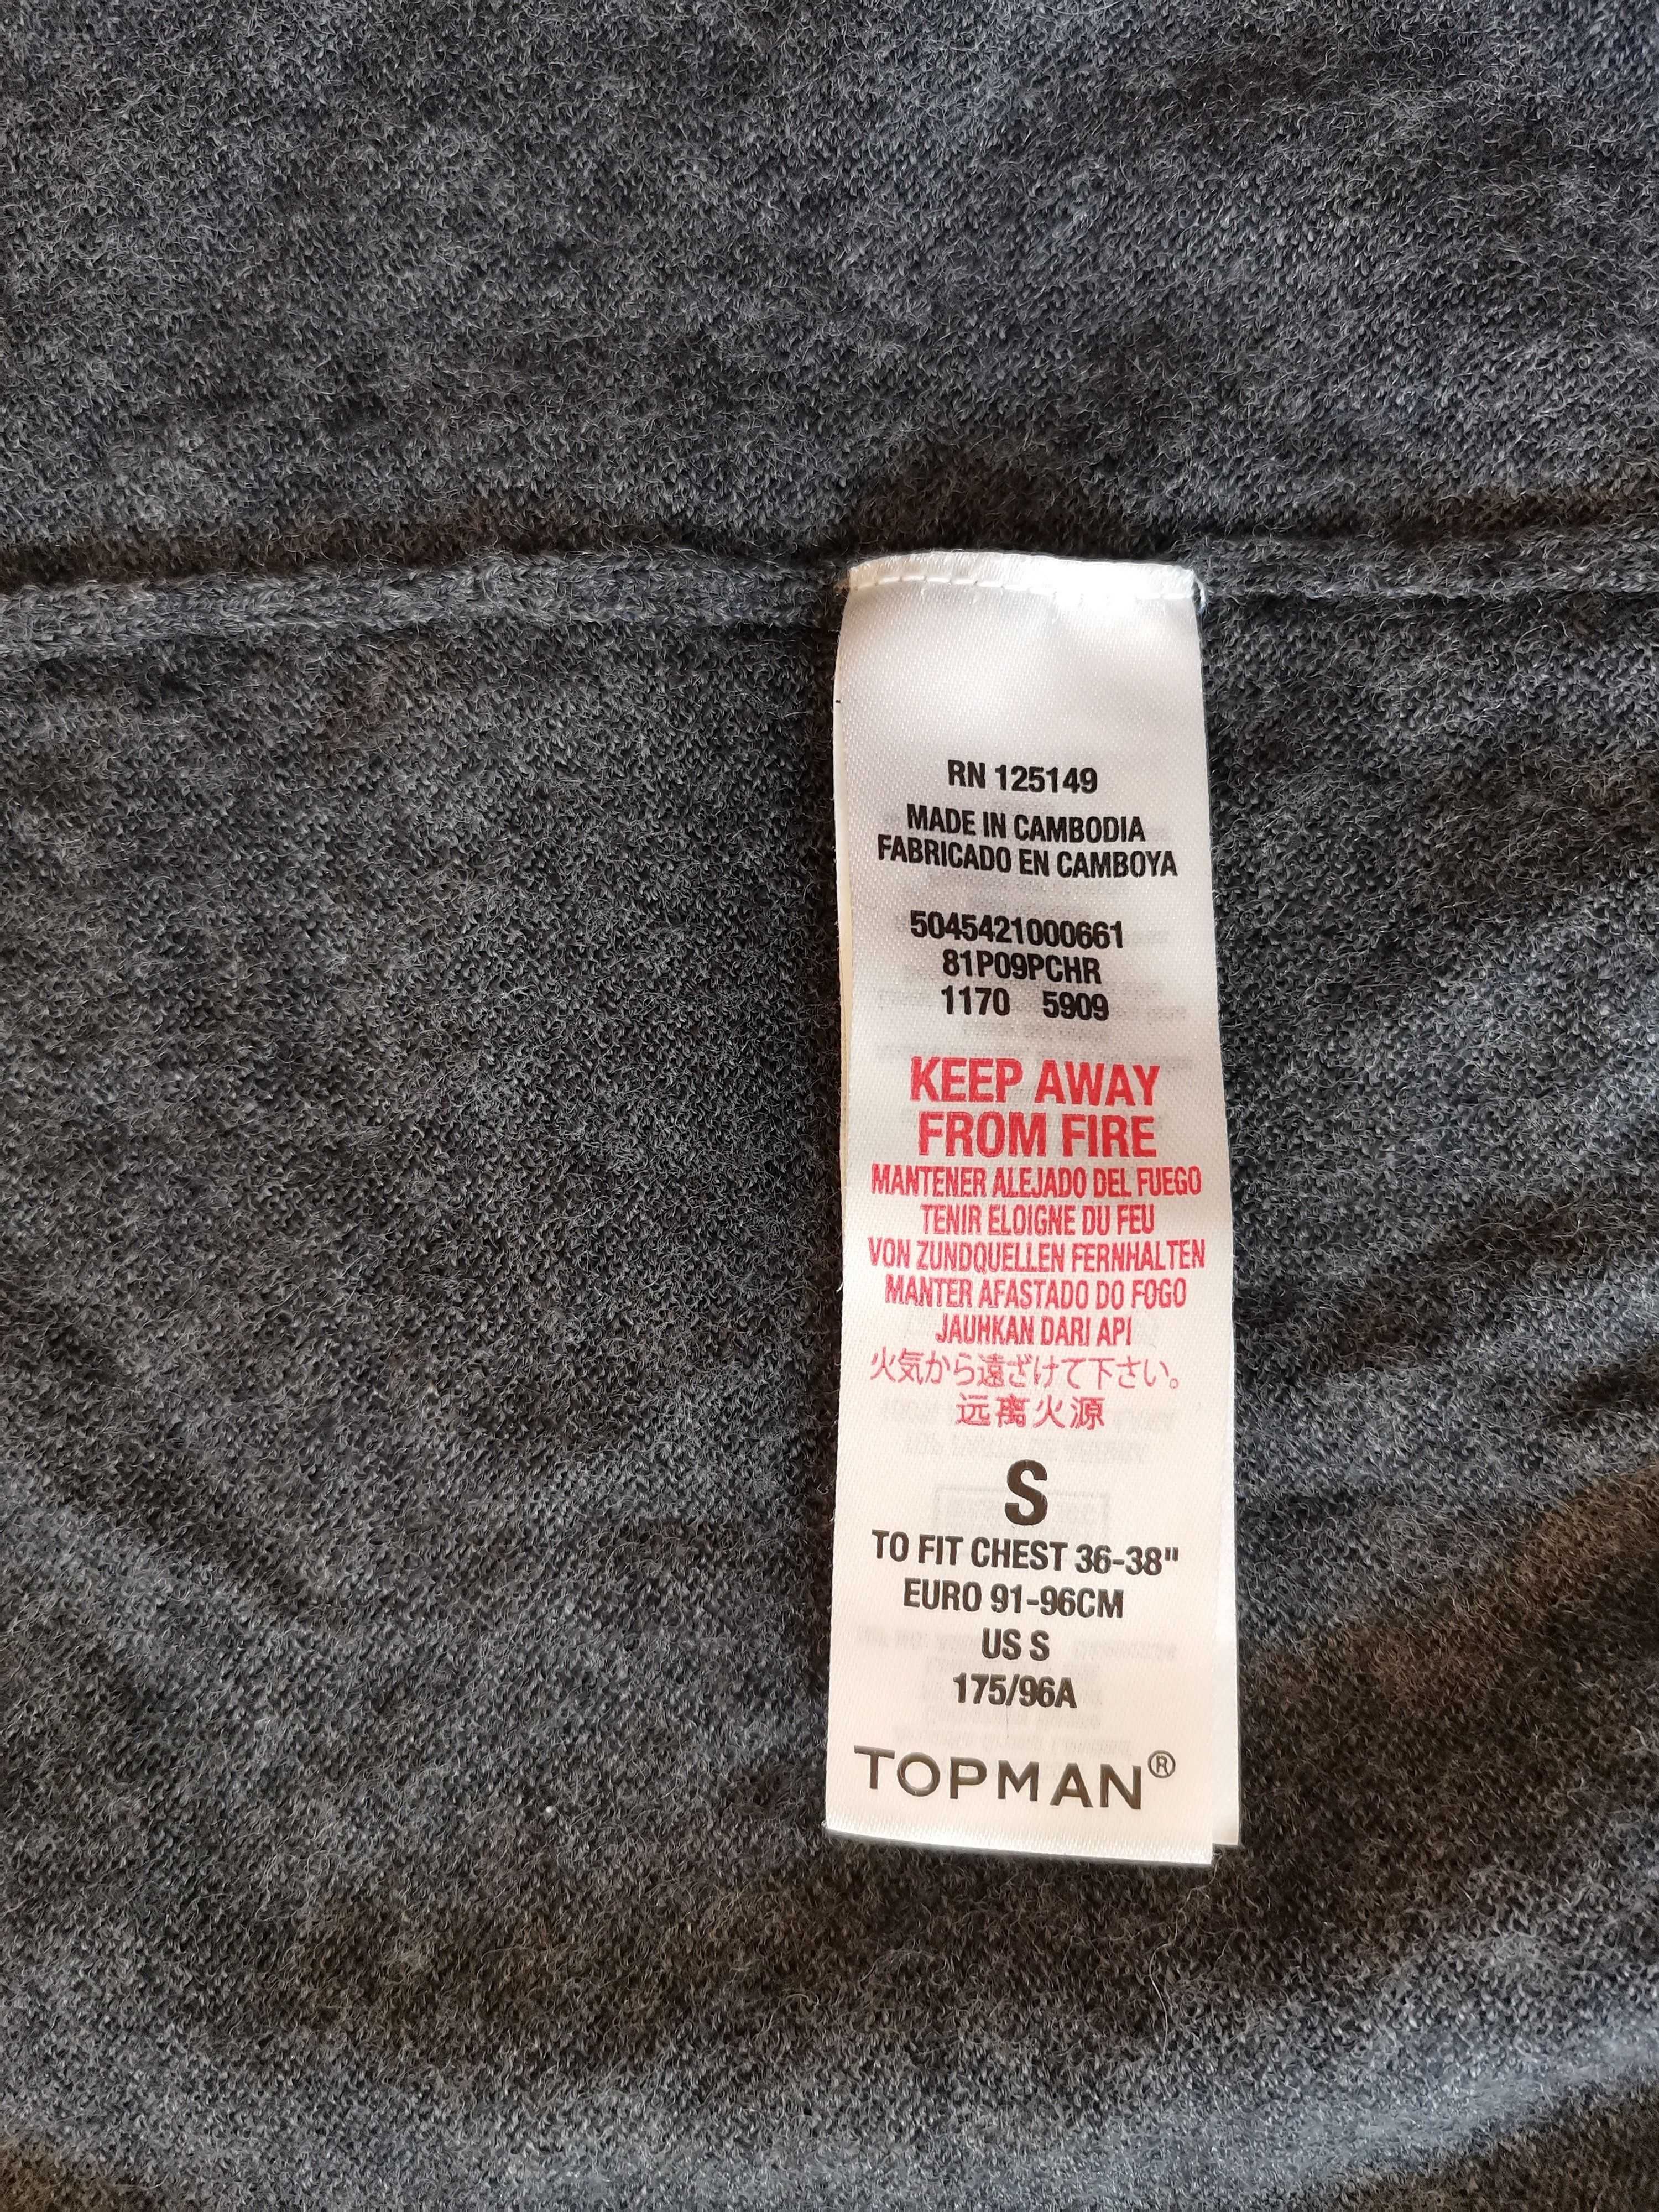 RN 125149
MADE IN CAMBODIA
FABRICADO EN CAMBOYA
5045421000661
81P09PCHR
1170 5909
KEEP AWAY
FROM FIRE
MANTENER ALEJADO DEL FUEGO
TENIR ELOIGNE DU FEU
VON ZUNDQUELLEN FERNHALTEN
MANTER AFASTADO DO FOGO
JAUHKAN DARI API
火気から遠ざけて下さい。
远离火源
S
TO FIT CHEST 36-38"
EURO 91-96CM
US S
175/96A
TOPMAN®